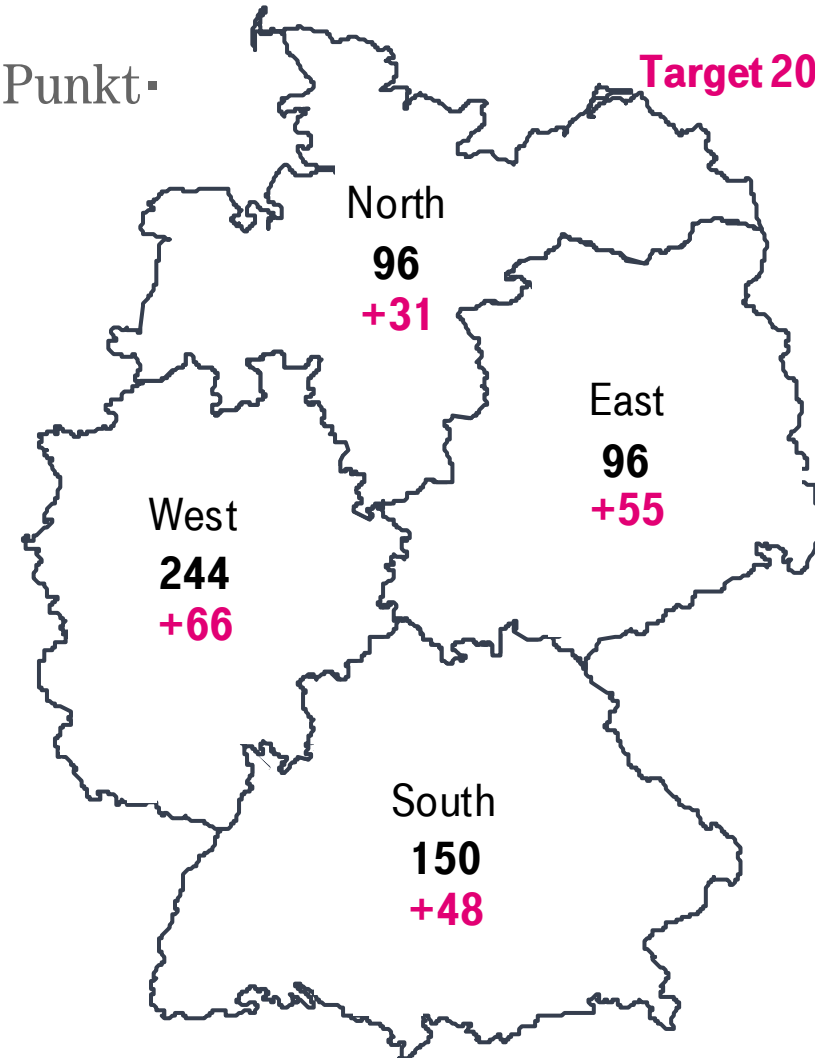 Punkt·
Target 20
North
96
+31
East
96
+55
West
244
+66
South
150
+48